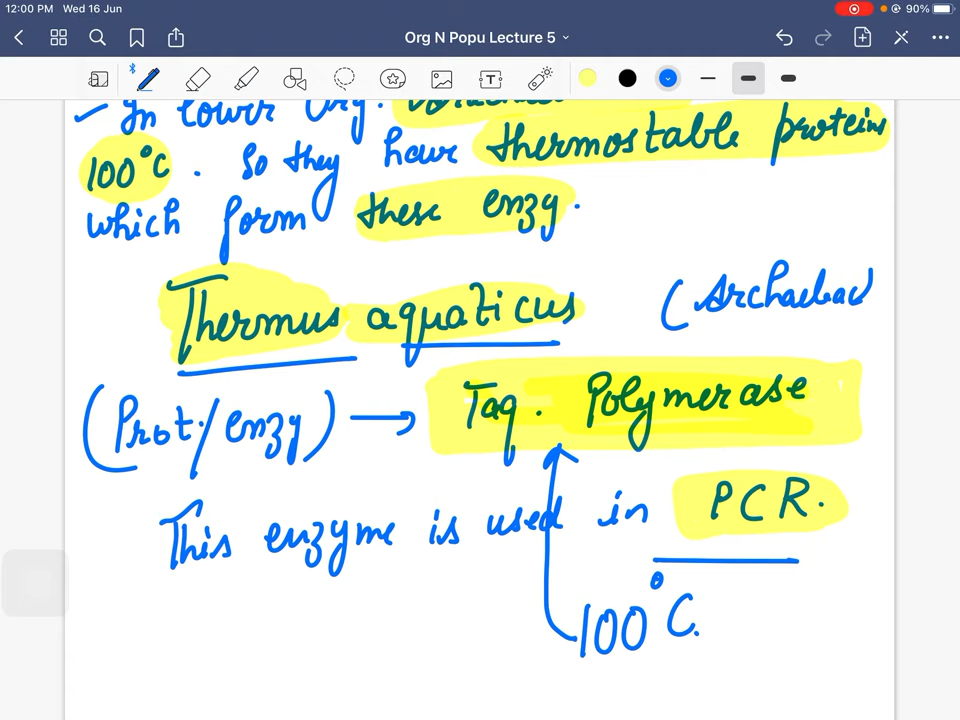 12:00 PM Wed 16 Jun 90%
Org N Popu Lecture 5
- In lower Org.
100°C. So they have thermostable proteins
which form these enzy.
Thermus aquaticus (Archaebac
(Prot./enzy) → Taq. Polymerase
This enzyme is used in PCR.
100°C.